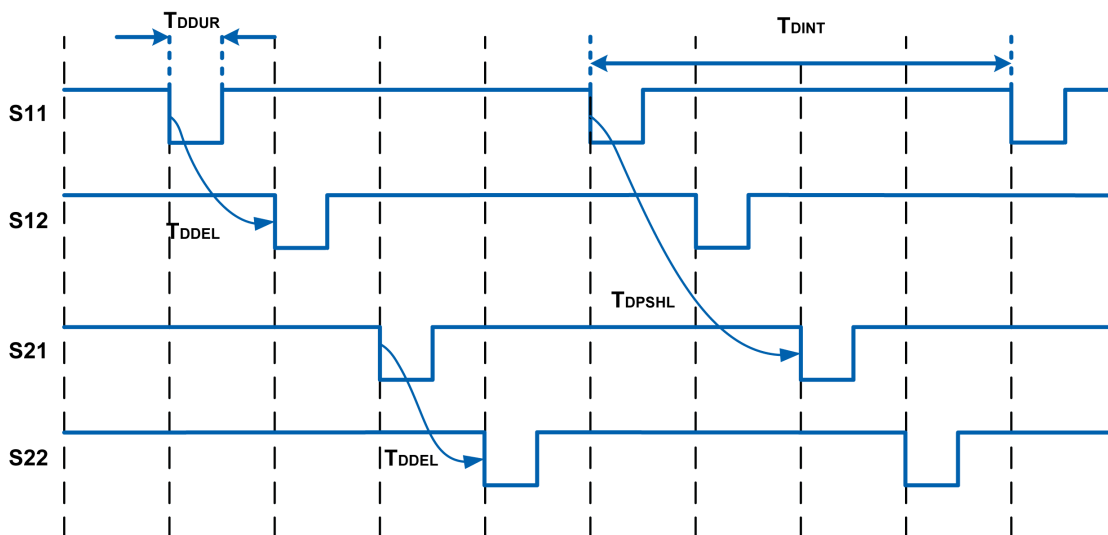 TDDUR
TDINT
S11
S12
TDDEL
TDPSHL
S21
S22
TDDEL